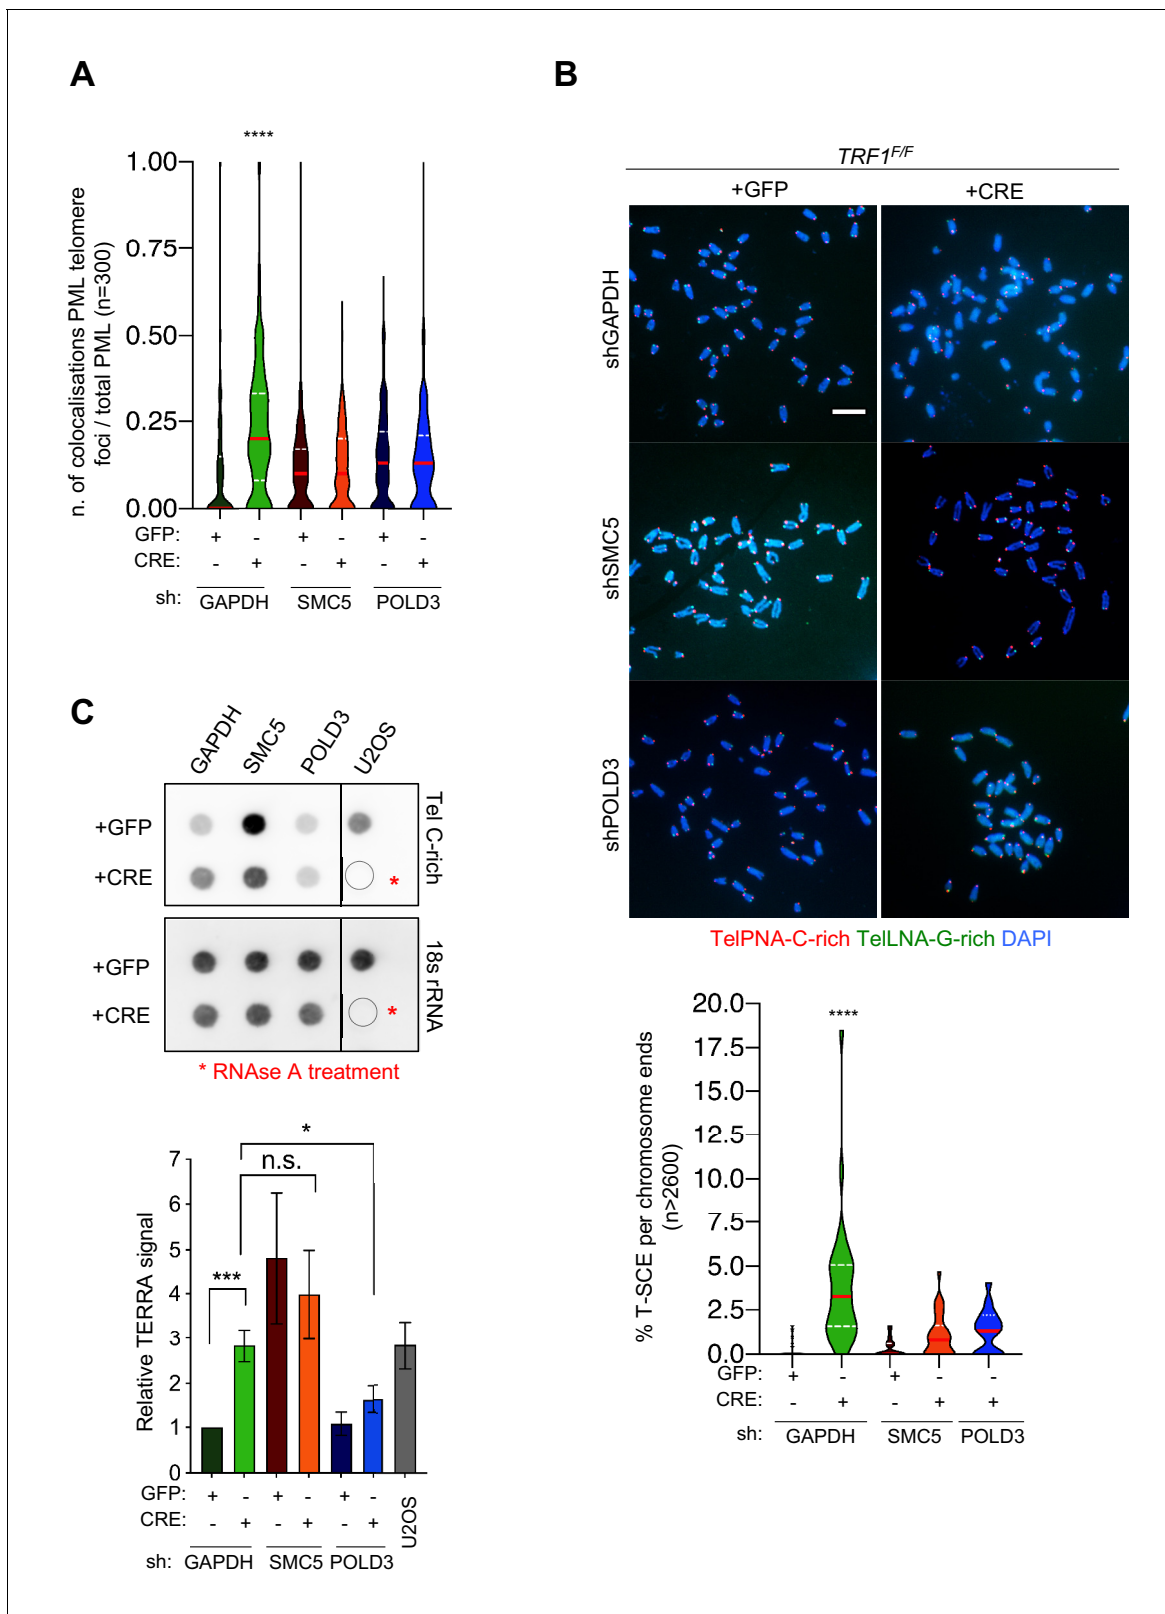 A
****
1.00
0.75
0.50
0.25
0.00
n. of colocalisations PML telomere
foci / total PML (n=300)
GFP: + - + - + -
CRE: - + - + - +
sh: GAPDH SMC5 POLD3
B
TRF1F/F
+GFP +CRE
shGAPDH
shSMC5
shPOLD3
TelPNA-C-rich TelLNA-G-rich DAPI
20.0
17.5
15.0
12.5
10.0
7.5
5.0
2.5
0.0
****
% T-SCE per chromosome ends
(n>2600)
GFP: + - + - -
CRE: - + - + +
sh: GAPDH SMC5 POLD3
C
GAPDH SMC5 POLD3 U2OS
+GFP
+CRE
*
Tel C-rich
+GFP
+CRE
*
18s rRNA
* RNAse A treatment
*
n.s.
***
7
6
5
4
3
2
1
0
Relative TERRA signal
GFP: + - + - + -
CRE: - + - + - +
U2OS
sh: GAPDH SMC5 POLD3